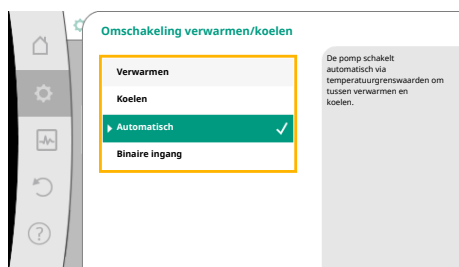 Omschakeling verwarmen/koelen
Verwarmen
Koelen
Automatisch
Binaire ingang
De pomp schakelt
automatisch via
temperatuurgrenswaarden om
tussen verwarmen en
koelen.